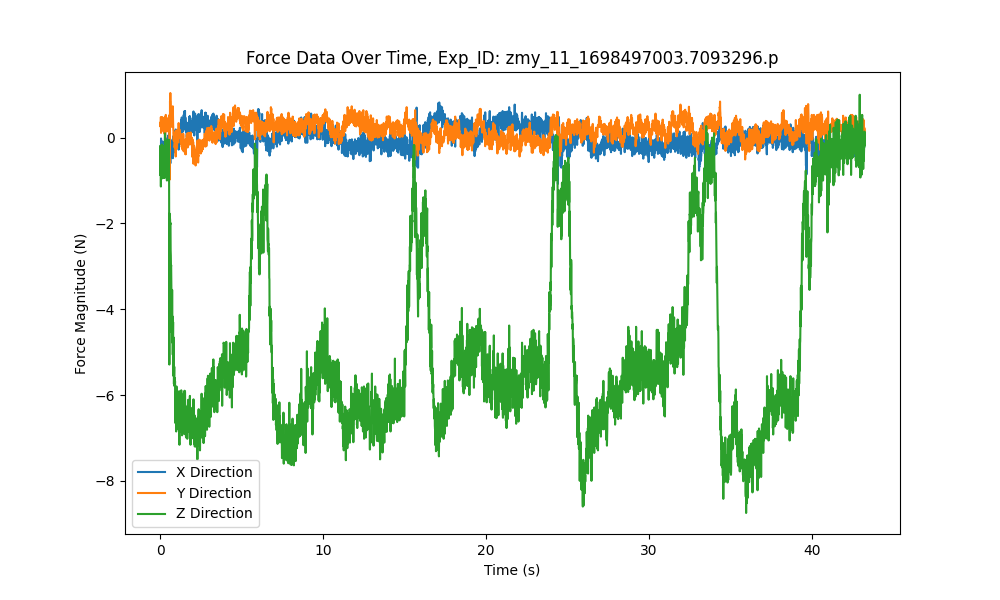 Force Data Over Time, Exp_ID: zmy_11_1698497003.7093296.p
Force Magnitude (N)
0
−2
−4
−6
−8
X Direction
Y Direction
Z Direction
0 10 20 30 40
Time (s)